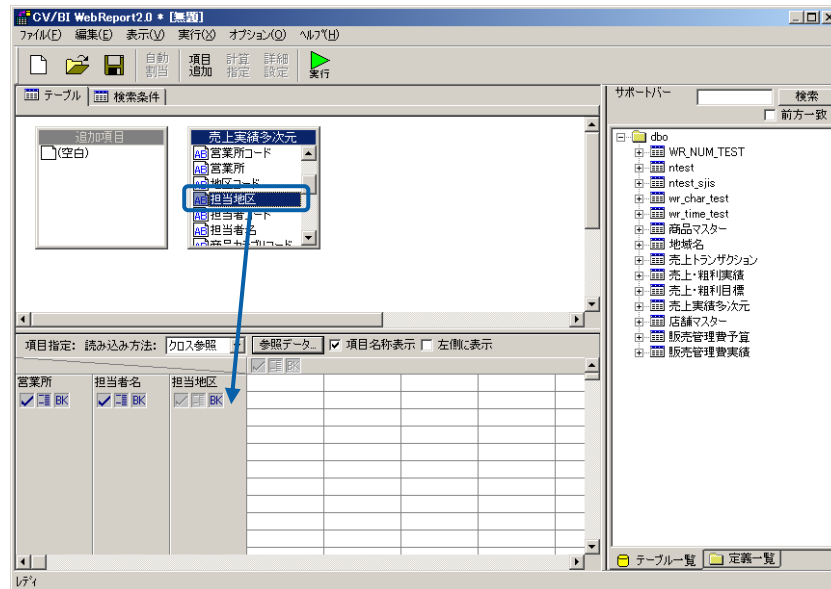 CV/BI WebReport2.0 * [無題]
ファイル(F) 編集(E) 表示(V) 実行(X) オプション(O) ヘルプ(H)
自動割当 項目追加 計算指定 詳細設定 実行
テーブル 検索条件
追加項目
(空白)
売上実績多次元
営業所コード
営業所
地区コード
担当地区
担当者コード
担当者名
商品カテゴリコード
項目指定: 読み込み方法: クロス参照 参照データ... 項目名称表示 左側に表示
営業所 担当者名 担当地区
BK BK BK BK
サポートバー 検索
前方一致
dbo
WR_NUM_TEST
ntest
ntest_sjis
wr_char_test
wr_time_test
商品マスター
地域名
売上トランザクション
売上・粗利実績
売上・粗利目標
売上実績多次元
店舗マスター
販売管理費予算
販売管理費実績
テーブル一覧 定義一覧
レディ